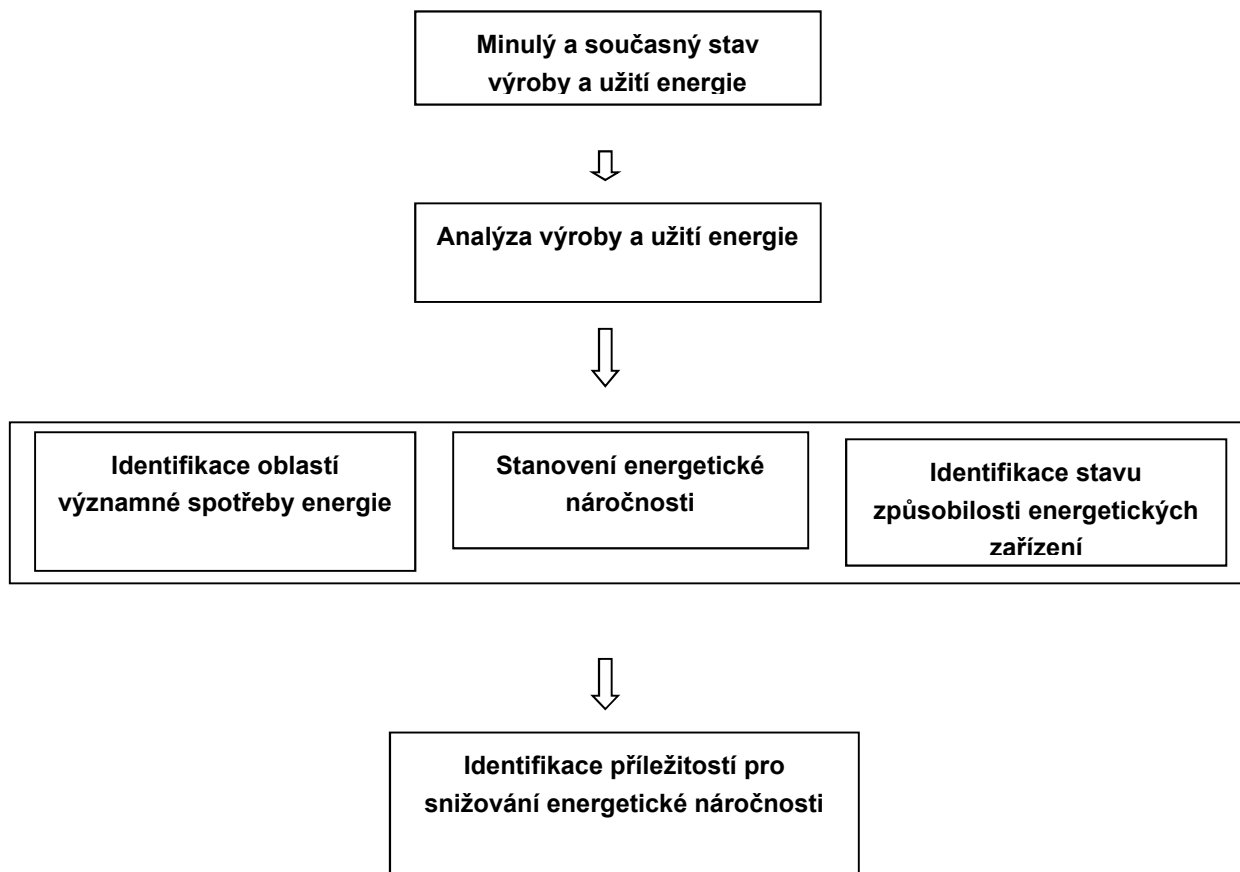 Minulý a současný stav
výroby a užití energie
Analýza výroby a užití energie
Identifikace oblastí
významné spotřeby energie
Stanovení energetické
náročnosti
Identifikace stavu
způsobilosti energetických
zařízení
Identifikace příležitostí pro
snižování energetické náročnosti